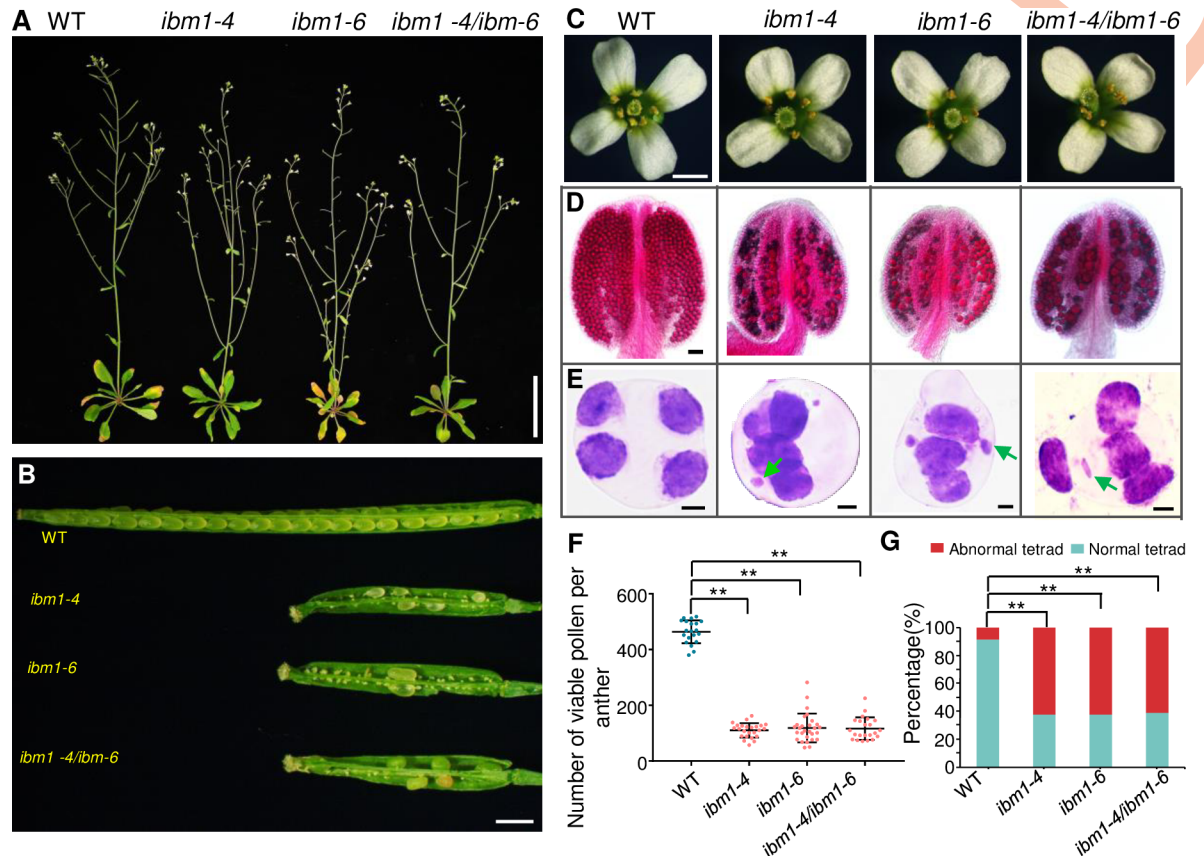 A WT ibm1-4 ibm1-6 ibm1 -4/ibm-6
B
WT
ibm1-4
ibm1-6
ibm1 -4/ibm-6
C WT ibm1-4 ibm1-6 ibm1-4/ibm1-6
D
E
F
Number of viable pollen per
anther
600
400
200
0
**
**
**
WT
ibm1-4
ibm1-6
ibm1-4/ibm1-6
G
Abnormal tetrad Normal tetrad
Percentage(%)
100
80
60
40
20
0
**
**
**
WT
ibm1-4
ibm1-6
ibm1-4/ibm1-6